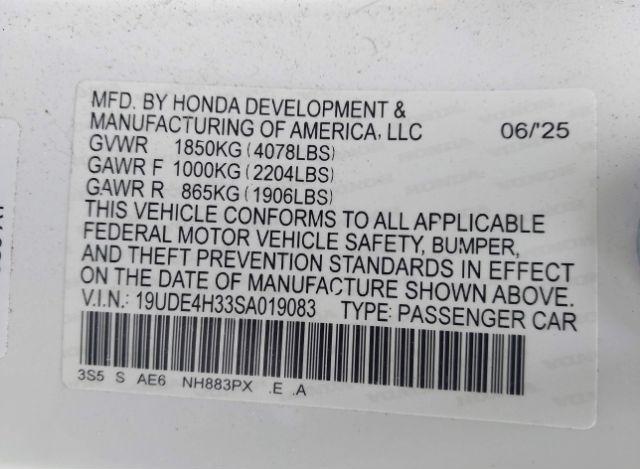 MFD. BY HONDA DEVELOPMENT &
MANUFACTURING OF AMERICA, LLC 06/'25
GVWR 1850KG (4078LBS)
GAWR F 1000KG (2204LBS)
GAWR R 865KG (1906LBS)
THIS VEHICLE CONFORMS TO ALL APPLICABLE
FEDERAL MOTOR VEHICLE SAFETY, BUMPER,
AND THEFT PREVENTION STANDARDS IN EFFECT
ON THE DATE OF MANUFACTURE SHOWN ABOVE.
V.I.N.: 19UDE4H33SA019083 TYPE: PASSENGER CAR
3S5 S AE6 NH883PX .E .A